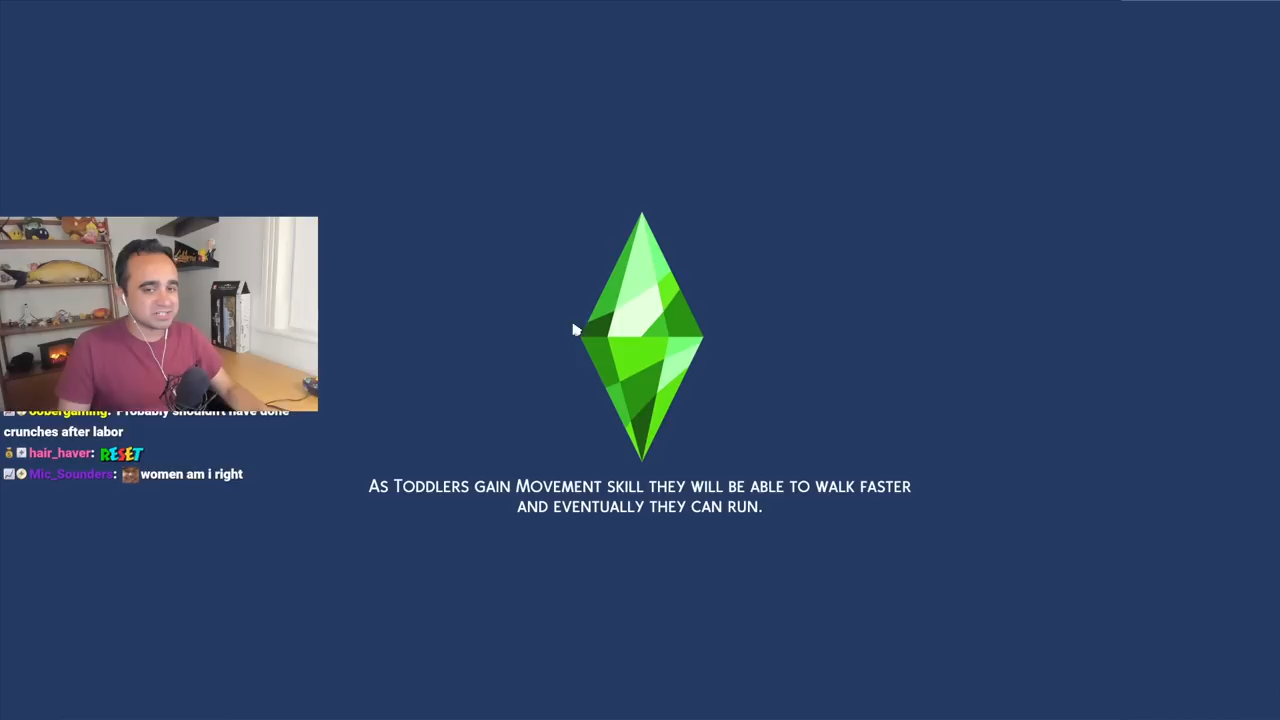 oobergaming: Probably shouldn't have done
crunches after labor
hair_haver: RESET
Mic_Sounders: women am i right
AS TODDLERS GAIN MOVEMENT SKILL THEY WILL BE ABLE TO WALK FASTER
AND EVENTUALLY THEY CAN RUN.